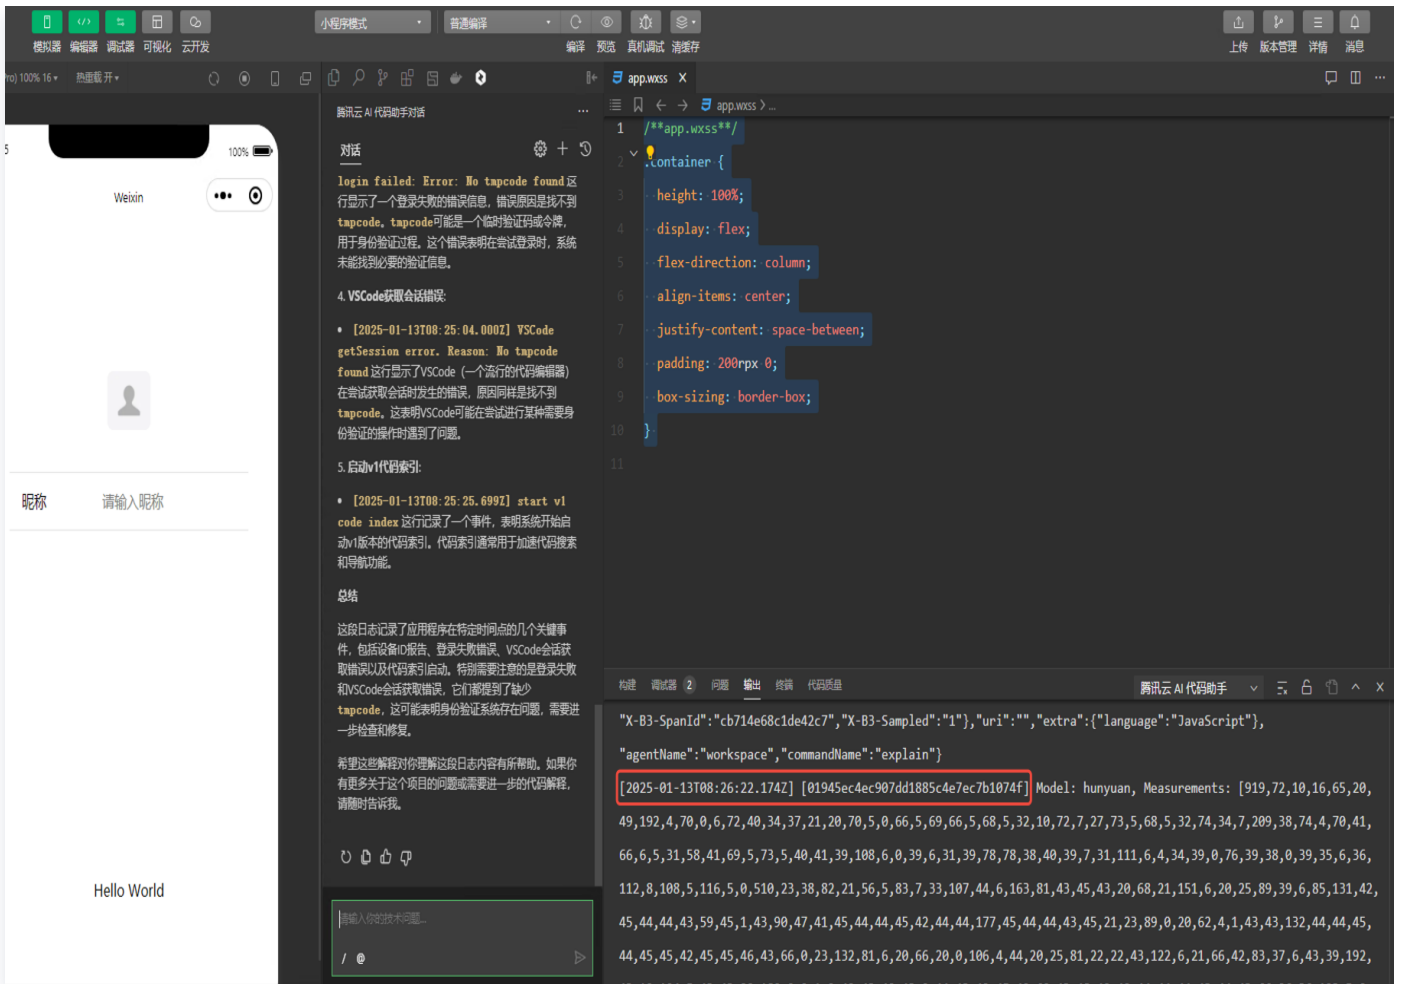 模拟器 编辑器 调试器 可视化 云开发
小程序模式
普通编译
编译 预览 真机调试 清缓存
上传 版本管理 详情 消息
ro) 100% 16
热重载 开
5
100%
Weixin
昵称 请输入昵称
Hello World
腾讯云 AI 代码助手对话 ...
对话
login failed: Error: No tmpcode found 这
行显示了一个登录失败的错误信息，错误原因是找不到
tmpcode。tmpcode可能是一个临时验证码或令牌，
用于身份验证过程。这个错误表明在尝试登录时，系统
未能找到必要的验证信息。
4. VSCode获取会话错误:
• [2025-01-13T08:25:04.000Z] VSCode
getSession error. Reason: No tmpcode
found 这行显示了VSCode（一个流行的代码编辑器）
在尝试获取会话时发生的错误，原因同样是找不到
tmpcode。这表明VSCode可能在尝试进行某种需要身
份验证的操作时遇到了问题。
5. 启动v1代码索引:
• [2025-01-13T08:25:25.699Z] start v1
code index 这行记录了一个事件，表明系统开始启
动v1版本的代码索引。代码索引通常用于加速代码搜索
和导航功能。
总结
这段日志记录了应用程序在特定时间点的几个关键事
件，包括设备ID报告、登录失败错误、VSCode会话获
取错误以及代码索引启动。特别需要注意的是登录失败
和VSCode会话获取错误，它们都提到了缺少
tmpcode，这可能表明身份验证系统存在问题，需要进
一步检查和修复。
希望这些解释对你理解这段日志内容有所帮助。如果你
有更多关于这个项目的问题或需要进一步的代码解释，
请随时告诉我。
请输入你的技术问题...
/ @
app.wxss
app.wxss > ...
1 /**app.wxss**/
2 .container {
3 height: 100%;
4 display: flex;
5 flex-direction: column;
6 align-items: center;
7 justify-content: space-between;
8 padding: 200rpx 0;
9 box-sizing: border-box;
10 }
11
构建 调试器 2 问题 输出 终端 代码质量
腾讯云 AI 代码助手
"X-B3-SpanId":"cb714e68c1de42c7","X-B3-Sampled":"1"},"uri":"","extra":{"language":"JavaScript"},
"agentName":"workspace","commandName":"explain"}
[2025-01-13T08:26:22.174Z] [01945ec4ec907dd1885c4e7ec7b1074f] Model: hunyuan, Measurements: [919,72,10,16,65,20,
49,192,4,70,0,6,72,40,34,37,21,20,70,5,0,66,5,69,66,5,68,5,32,10,72,7,27,73,5,68,5,32,74,34,7,209,38,74,4,70,41,
66,6,5,31,58,41,69,5,73,5,40,41,39,108,6,0,39,6,31,39,78,78,38,40,39,7,31,111,6,4,34,39,0,76,39,38,0,39,35,6,36,
112,8,108,5,116,5,0,510,23,38,82,21,56,5,83,7,33,107,44,6,163,81,43,45,43,20,68,21,151,6,20,25,89,39,6,85,131,42,
45,44,44,43,59,45,1,43,90,47,41,45,44,44,45,42,44,44,177,45,44,44,43,45,21,23,89,0,20,62,4,1,43,43,132,44,44,45,
44,45,45,42,45,45,46,43,66,0,23,132,81,6,20,66,20,0,106,4,44,20,25,81,22,22,43,122,6,21,66,42,83,37,6,43,39,192,